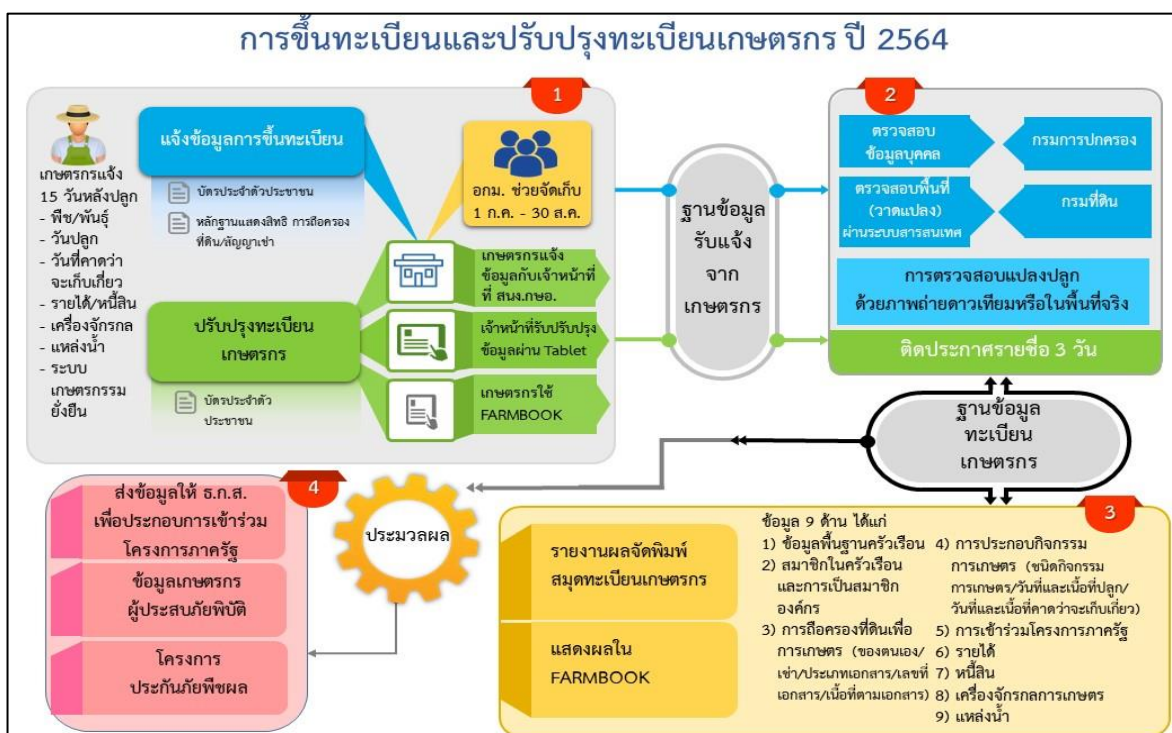 การขึ้นทะเบียนและปรับปรุงทะเบียนเกษตรกร ปี 2564
1
เกษตรกรแจ้ง
15 วันหลังปลูก
- พืช/พันธุ์
- วันปลูก
- วันที่คาดว่า
จะเก็บเกี่ยว
- รายได้/หนี้สิน
- เครื่องจักรกล
- แหล่งน้ำ
- ระบบ
เกษตรกรรม
ยั่งยืน
แจ้งข้อมูลการขึ้นทะเบียน
บัตรประจำตัวประชาชน
หลักฐานแสดงสิทธิ การถือครอง
ที่ดิน/สัญญาเช่า
ปรับปรุงทะเบียน
เกษตรกร
บัตรประจำตัว
ประชาชน
อกม. ช่วยจัดเก็บ
1 ก.ค. - 30 ส.ค.
เกษตรกรแจ้ง
ข้อมูลกับเจ้าหน้าที่
ที่ สนง.กษอ.
เจ้าหน้าที่รับปรับปรุง
ข้อมูลผ่าน Tablet
เกษตรกรใช้
FARMBOOK
ฐานข้อมูล
รับแจ้ง
จาก
เกษตรกร
2
ตรวจสอบ
ข้อมูลบุคคล
กรมการปกครอง
ตรวจสอบพื้นที่
(วาดแปลง)
ผ่านระบบสารสนเทศ
กรมที่ดิน
การตรวจสอบแปลงปลูก
ด้วยภาพถ่ายดาวเทียมหรือในพื้นที่จริง
ติดประกาศรายชื่อ 3 วัน
ฐานข้อมูล
ทะเบียน
เกษตรกร
3
รายงานผลจัดพิมพ์
สมุดทะเบียนเกษตรกร
แสดงผลใน
FARMBOOK
ข้อมูล 9 ด้าน ได้แก่
1) ข้อมูลพื้นฐานครัวเรือน
2) สมาชิกในครัวเรือน
และการเป็นสมาชิก
องค์กร
3) การถือครองที่ดินเพื่อ
การเกษตร (ของตนเอง/
เช่า/ประเภทเอกสาร/เลขที่
เอกสาร/เนื้อที่ตามเอกสาร)
4) การประกอบกิจกรรม
การเกษตร (ชนิดกิจกรรม
การเกษตร/วันที่และเนื้อที่ปลูก/
วันที่และเนื้อที่คาดว่าจะเก็บเกี่ยว)
5) การเข้าร่วมโครงการภาครัฐ
6) รายได้
7) หนี้สิน
8) เครื่องจักรกลการเกษตร
9) แหล่งน้ำ
ประมวลผล
4
ส่งข้อมูลให้ ธ.ก.ส.
เพื่อประกอบการเข้าร่วม
โครงการภาครัฐ
ข้อมูลเกษตรกร
ผู้ประสบภัยพิบัติ
โครงการ
ประกันภัยพืชผล